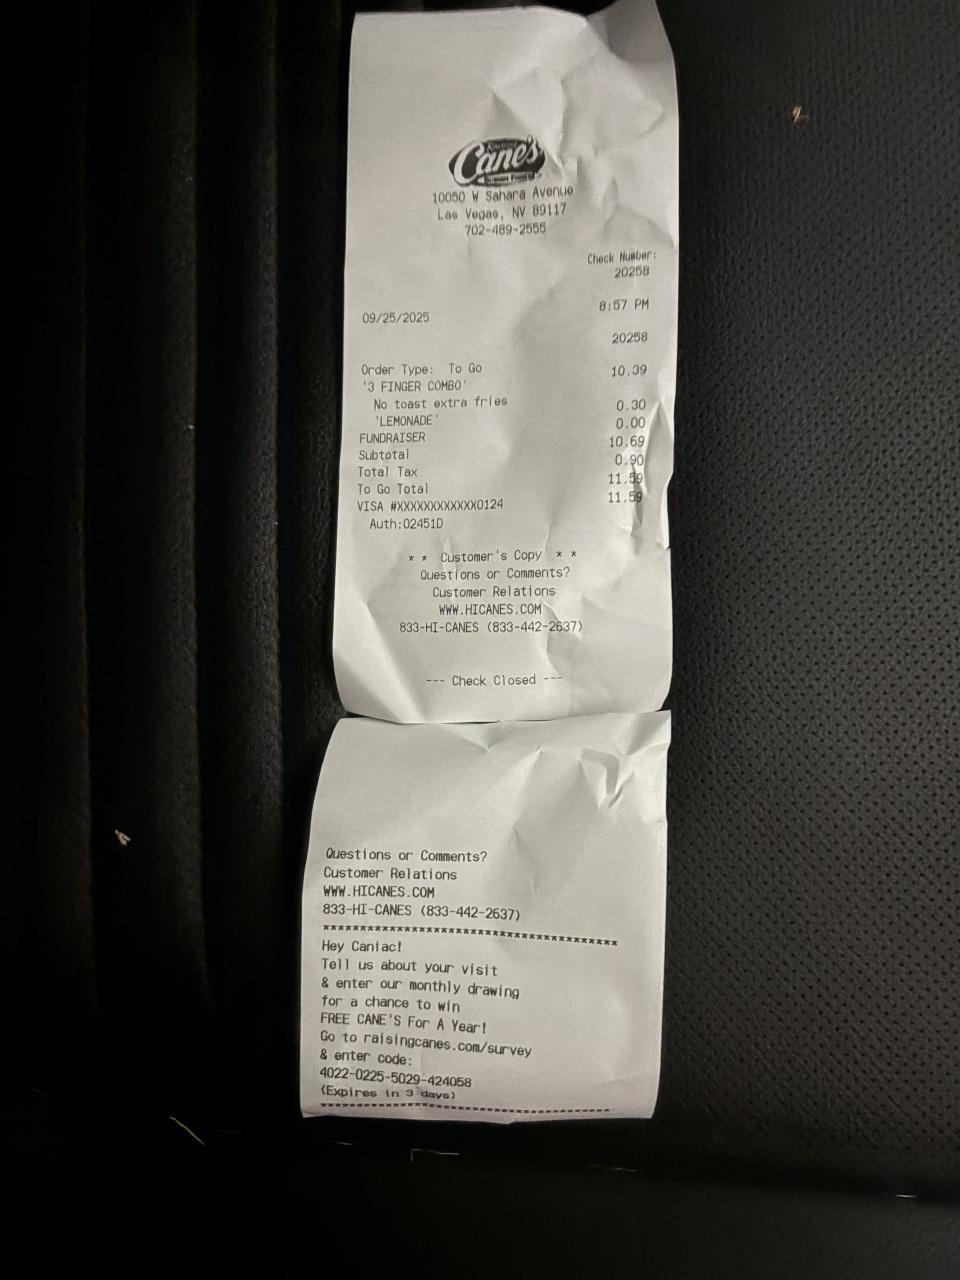 Raising
Cane's
Chicken Fingers
10050 W Sahara Avenue
Las Vegas, NV 89117
702-489-2555
Check Number:
20258
09/25/2025 8:57 PM
20258
Order Type: To Go
'3 FINGER COMBO' 10.39
No toast extra fries
'LEMONADE' 0.30
FUNDRAISER 0.00
Subtotal 10.69
Total Tax 0.90
To Go Total 11.59
VISA #XXXXXXXXXXXX0124 11.59
Auth:02451D
* * Customer's Copy * *
Questions or Comments?
Customer Relations
WWW.HICANES.COM
833-HI-CANES (833-442-2637)
--- Check Closed ---
Questions or Comments?
Customer Relations
WWW.HICANES.COM
833-HI-CANES (833-442-2637)
****************************************
Hey Caniac!
Tell us about your visit
& enter our monthly drawing
for a chance to win
FREE CANE'S For A Year!
Go to raisingcanes.com/survey
& enter code:
4022-0225-5029-424058
(Expires in 3 days)
****************************************